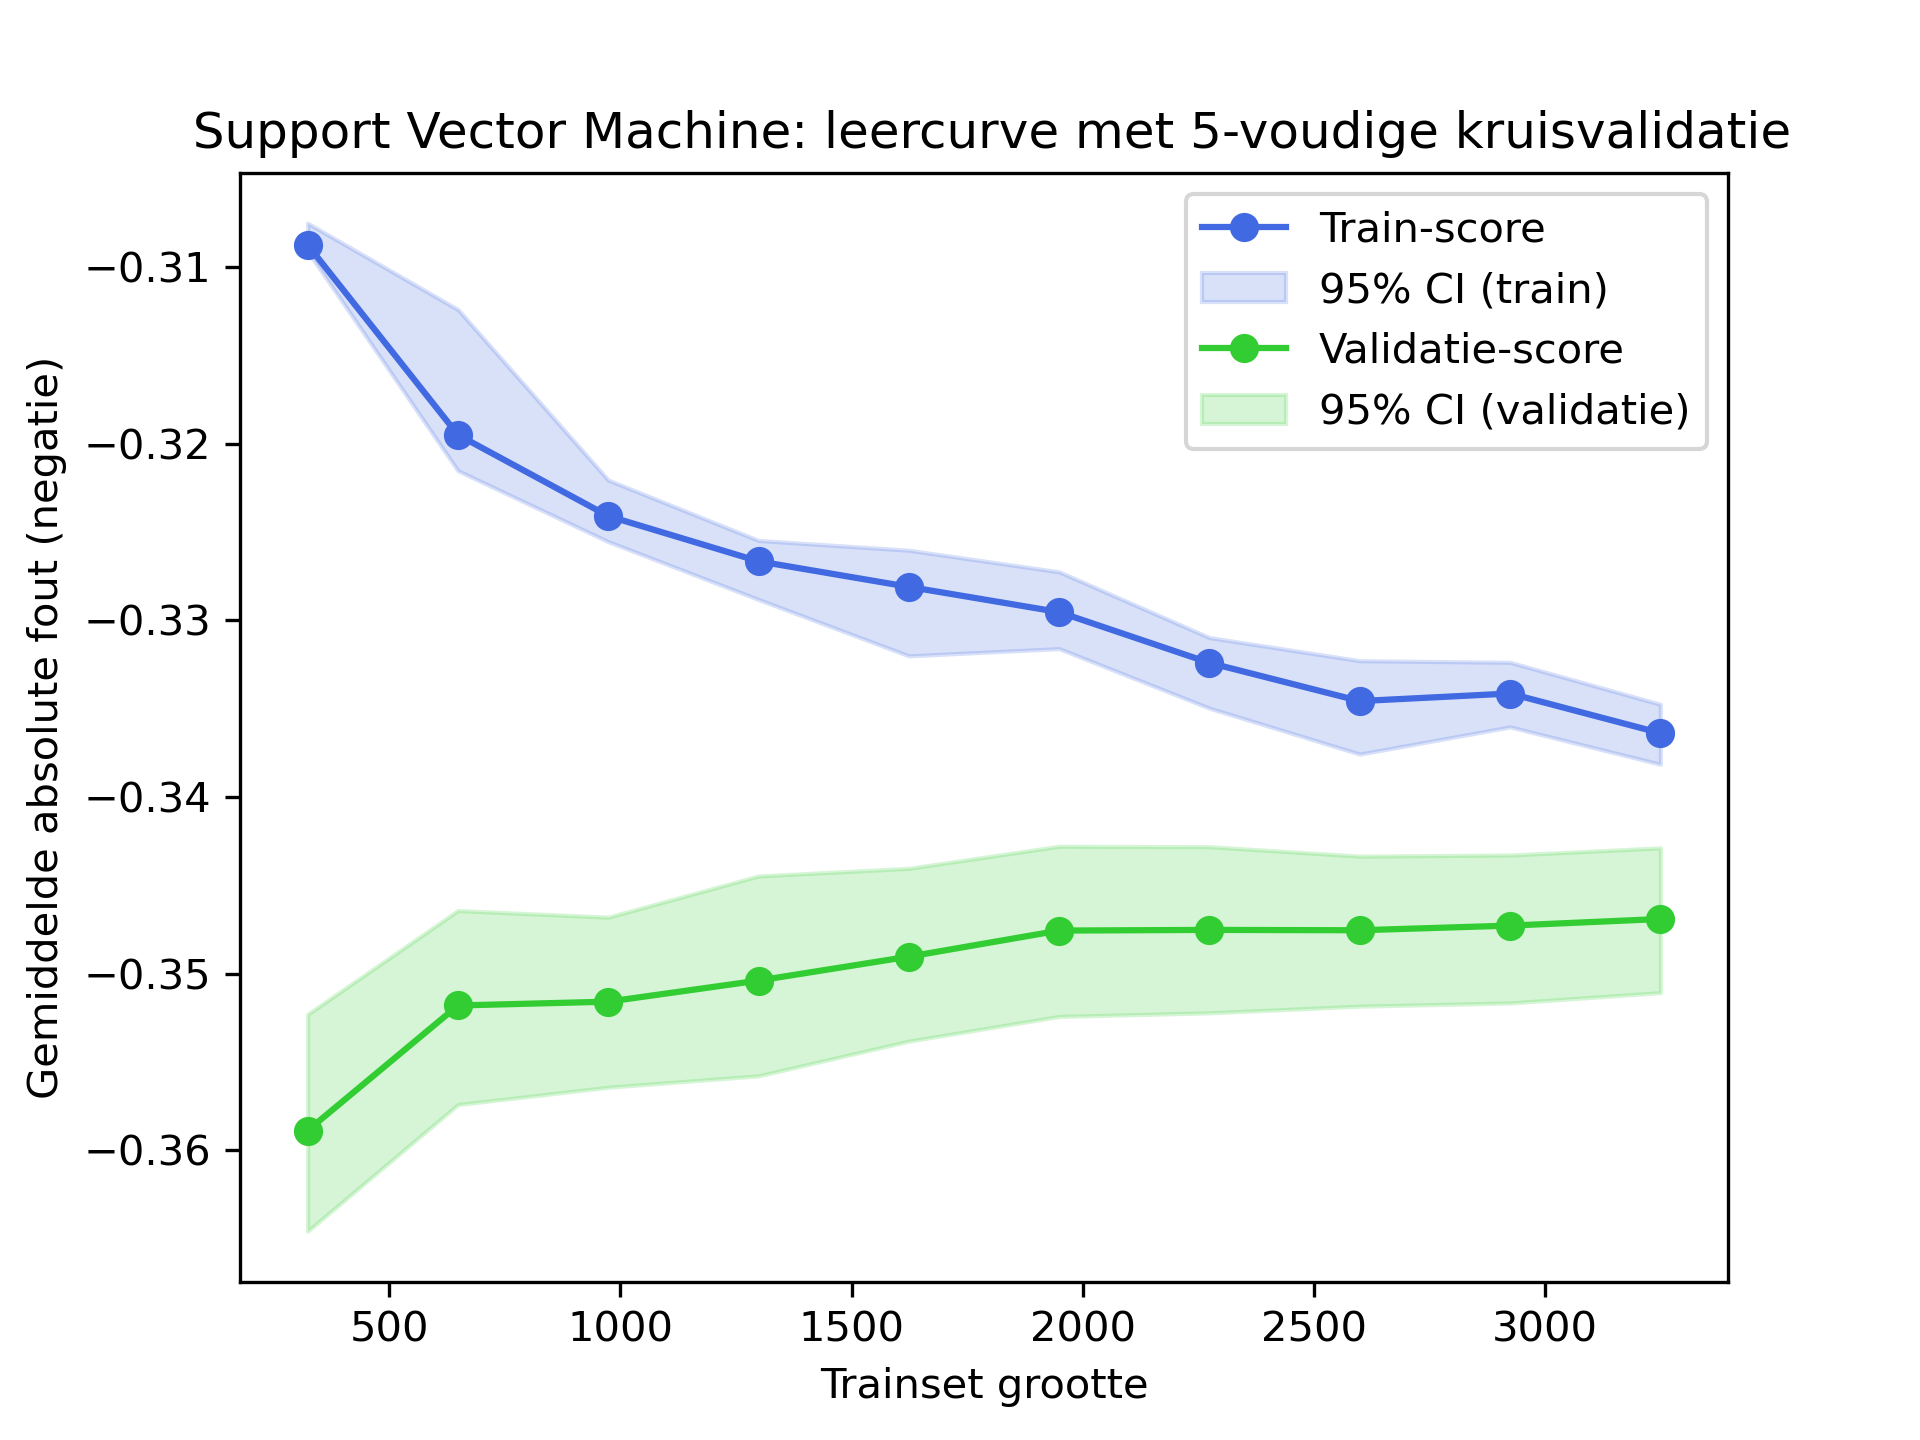 Support Vector Machine: leercurve met 5-voudige kruisvalidatie
Train-score
95% CI (train)
Validatie-score
95% CI (validatie)
Gemiddelde absolute fout (negatie)
−0.31
−0.32
−0.33
−0.34
−0.35
−0.36
500 1000 1500 2000 2500 3000
Trainset grootte